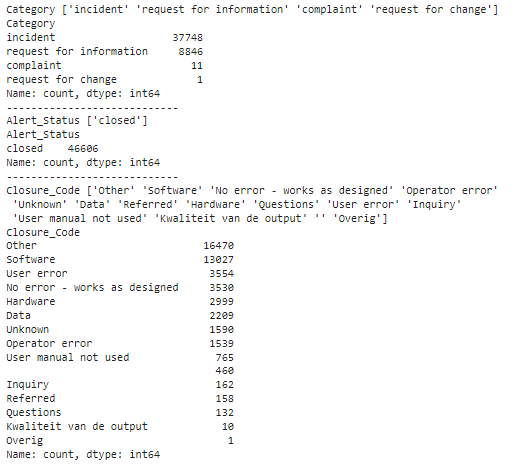 Category ['incident' 'request for information' 'complaint' 'request for change']
Category
incident 37748
request for information 8846
complaint 11
request for change 1
Name: count, dtype: int64
----------------------------
Alert_Status ['closed']
Alert_Status
closed 46606
Name: count, dtype: int64
----------------------------
Closure_Code ['Other' 'Software' 'No error - works as designed' 'Operator error'
'Unknown' 'Data' 'Referred' 'Hardware' 'Questions' 'User error' 'Inquiry'
'User manual not used' 'Kwaliteit van de output' '' 'Overig']
Closure_Code
Other 16470
Software 13027
User error 3554
No error - works as designed 3530
Hardware 2999
Data 2209
Unknown 1590
Operator error 1539
User manual not used 765
460
Inquiry 162
Referred 158
Questions 132
Kwaliteit van de output 10
Overig 1
Name: count, dtype: int64